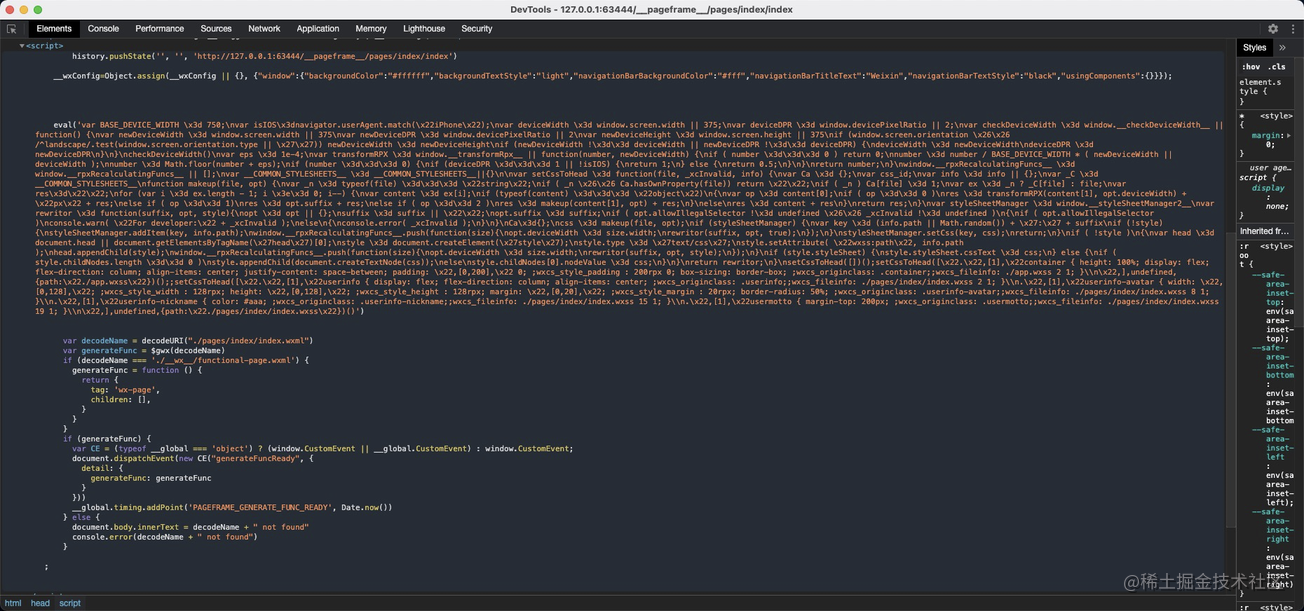 DevTools - 127.0.0.1:63444/__pageframe__/pages/index/index
Elements Console Performance Sources Network Application Memory Lighthouse Security
▼<script>
history.pushState('', '', 'http://127.0.0.1:63444/__pageframe__/pages/index/index')
__wxConfig=Object.assign(__wxConfig || {}, {"window":{"backgroundColor":"#ffffff","backgroundTextStyle":"light","navigationBarBackgroundColor":"#fff","navigationBarTitleText":"Weixin","navigationBarTextStyle":"black","usingComponents":{}}});
eval('var BASE_DEVICE_WIDTH \x3d 750;\nvar isIOS\x3dnavigator.userAgent.match(\x22iPhone\x22);\nvar deviceWidth \x3d window.screen.width || 375;\nvar deviceDPR \x3d window.devicePixelRatio || 2;\nvar checkDeviceWidth \x3d window.__checkDeviceWidth__ ||
function() {\nvar newDeviceWidth \x3d window.screen.width || 375\nvar newDeviceDPR \x3d window.devicePixelRatio || 2\nvar newDeviceHeight \x3d window.screen.height || 375\nif (window.screen.orientation \x26\x26
/^landscape/.test(window.screen.orientation.type || \x27\x27)) newDeviceWidth \x3d newDeviceHeight\nif (newDeviceWidth !\x3d\x3d deviceWidth || newDeviceDPR !\x3d\x3d deviceDPR) {\ndeviceWidth \x3d newDeviceWidth\ndeviceDPR \x3d
newDeviceDPR\n}\n}\ncheckDeviceWidth()\nvar eps \x3d 1e-4;\nvar transformRPX \x3d window.__transformRpx__ || function(number, newDeviceWidth) {\nif ( number \x3d\x3d\x3d 0 ) return 0;\nnumber \x3d number / BASE_DEVICE_WIDTH * ( newDeviceWidth ||
deviceWidth );\nnumber \x3d Math.floor(number + eps);\nif (number \x3d\x3d\x3d 0) {\nif (deviceDPR \x3d\x3d\x3d 1 || !isIOS) {\nreturn 1;\n} else {\nreturn 0.5;\n}\n}\nreturn number;\n}\nwindow.__rpxRecalculatingFuncs__ \x3d
window.__rpxRecalculatingFuncs__ || [];\nvar __COMMON_STYLESHEETS__ \x3d __COMMON_STYLESHEETS__||{}\n\nvar setCssToHead \x3d function(file, _xcInvalid, info) {\nvar Ca \x3d {};\nvar css_id;\nvar info \x3d info || {};\nvar _C \x3d
__COMMON_STYLESHEETS__\nfunction makeup(file, opt) {\nvar _n \x3d typeof(file) \x3d\x3d\x3d \x22string\x22;\nif ( _n \x26\x26 Ca.hasOwnProperty(file)) return \x22\x22;\nif ( _n ) Ca[file] \x3d 1;\nvar ex \x3d _n ? _C[file] : file;\nvar
res\x3d\x22\x22;\nfor (var i \x3d ex.length - 1; i \x3e\x3d 0; i--) {\nvar content \x3d ex[i];\nif (typeof(content) \x3d\x3d\x3d \x22object\x22)\n{\nvar op \x3d content[0];\nif ( op \x3d\x3d 0 )\nres \x3d transformRPX(content[1], opt.deviceWidth) +
\x22px\x22 + res;\nelse if ( op \x3d\x3d 1)\nres \x3d opt.suffix + res;\nelse if ( op \x3d\x3d 2 )\nres \x3d makeup(content[1], opt) + res;\n}\nelse\nres \x3d content + res\n}\nreturn res;\n}\nvar styleSheetManager \x3d window.__styleSheetManager2__\nvar
rewritor \x3d function(suffix, opt, style){\n\nopt \x3d opt || {};\nsuffix \x3d suffix || \x22\x22;\nopt.suffix \x3d suffix;\nif ( opt.allowIllegalSelector !\x3d undefined \x26\x26 _xcInvalid !\x3d undefined )\n{\nif ( opt.allowIllegalSelector
)\nconsole.warn( \x22For developer:\x22 + _xcInvalid );\nelse\n{\nconsole.error( _xcInvalid );\n}\n}\nCa\x3d{};\ncss \x3d makeup(file, opt);\nif (styleSheetManager) {\nvar key \x3d (info.path || Math.random()) + \x27:\x27 + suffix\nif (!style)
{\nstyleSheetManager.addItem(key, info.path);\nwindow.__rpxRecalculatingFuncs__.push(function(size){\nopt.deviceWidth \x3d size.width;\nrewritor(suffix, opt, true);\n});\n}\nstyleSheetManager.setCss(key, css);\nreturn;\n}\nif ( !style )\n{\nvar head \x3d
document.head || document.getElementsByTagName(\x27head\x27)[0];\nstyle \x3d document.createElement(\x27style\x27);\nstyle.type \x3d \x27text/css\x27;\nstyle.setAttribute( \x22wxss:path\x22, info.path
);\nhead.appendChild(style);\nwindow.__rpxRecalculatingFuncs__.push(function(size){\nopt.deviceWidth \x3d size.width;\nrewritor(suffix, opt, style);\n});\n}\nif (style.styleSheet) {\nstyle.styleSheet.cssText \x3d css;\n} else {\nif (
style.childNodes.length \x3d\x3d 0 )\nstyle.appendChild(document.createTextNode(css));\nelse\nstyle.childNodes[0].nodeValue \x3d css;\n}\n}\nreturn rewritor;\n}\nsetCssToHead([])();setCssToHead([\x22.\x22,[1],\x22container { height: 100%; display: flex;
flex-direction: column; align-items: center; justify-content: space-between; padding: \x22,[0,200],\x22 0; ;wxcs_style_padding : 200rpx 0; box-sizing: border-box; ;wxcs_originclass: .container;;wxcs_fileinfo: ./app.wxss 2 1; }\\n\x22,],undefined,
{path:\x22./app.wxss\x22})();setCssToHead([\x22.\x22,[1],\x22userinfo { display: flex; flex-direction: column; align-items: center; ;wxcs_originclass: .userinfo;;wxcs_fileinfo: ./pages/index/index.wxss 2 1; }\\n.\x22,[1],\x22userinfo-avatar { width: \x22,
[0,128],\x22; ;wxcs_style_width : 128rpx; height: \x22,[0,128],\x22; ;wxcs_style_height : 128rpx; margin: \x22,[0,20],\x22; ;wxcs_style_margin : 20rpx; border-radius: 50%; ;wxcs_originclass: .userinfo-avatar;;wxcs_fileinfo: ./pages/index/index.wxss 8 1;
}\\n.\x22,[1],\x22userinfo-nickname { color: #aaa; ;wxcs_originclass: .userinfo-nickname;;wxcs_fileinfo: ./pages/index/index.wxss 15 1; }\\n.\x22,[1],\x22usermotto { margin-top: 200px; ;wxcs_originclass: .usermotto;;wxcs_fileinfo: ./pages/index/index.wxss
19 1; }\\n\x22,],undefined,{path:\x22./pages/index/index.wxss\x22})()')
var decodeName = decodeURI("./pages/index/index.wxml")
var generateFunc = $gwx(decodeName)
if (decodeName === './__wx__/functional-page.wxml') {
generateFunc = function () {
return {
tag: 'wx-page',
children: [],
}
}
}
if (generateFunc) {
var CE = (typeof __global === 'object') ? (window.CustomEvent || __global.CustomEvent) : window.CustomEvent;
document.dispatchEvent(new CE("generateFuncReady", {
detail: {
generateFunc: generateFunc
}
}))
__global.timing.addPoint('PAGEFRAME_GENERATE_FUNC_READY', Date.now())
} else {
document.body.innerText = decodeName + " not found"
console.error(decodeName + " not found")
}
;
html head script
Styles »
:hov .cls
element.s
tyle {
}
* <style>
{
margin:▶
0;
}
user age…
script {
display
:
none;
}
Inherited fr…
:r <style>
oo
t {
--safe-
area-
inset-
top:
env(sa
area-
inset-
top);
--safe-
area-
inset-
bottom
:
env(sa
area-
inset-
bottom
--safe-
area-
inset-
left
:
env(sa
area-
inset-
left);
--safe-
area-
inset-
right
:
env(sa
area-
inset-
right)
}
:r <style>
@稀土掘金技术社区